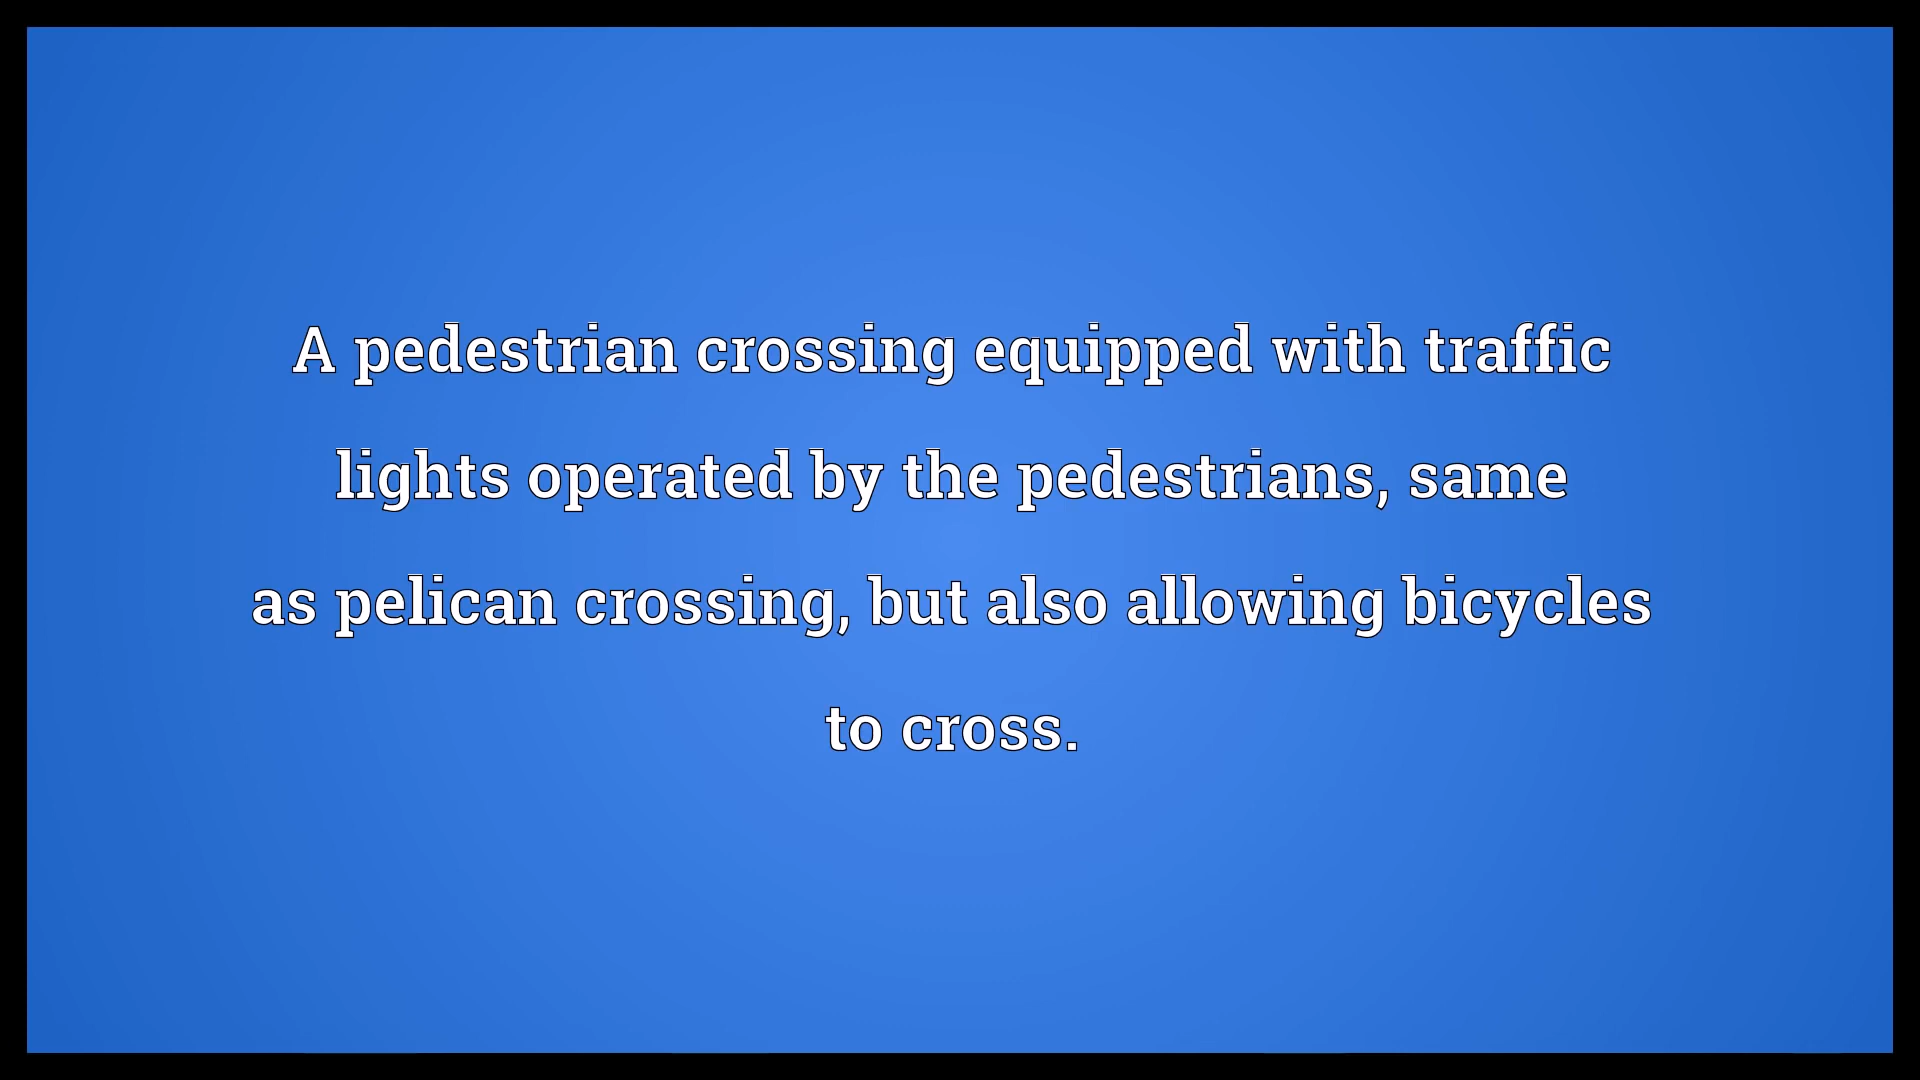 A pedestrian crossing equipped with traffic
lights operated by the pedestrians, same
as pelican crossing, but also allowing bicycles
to cross.